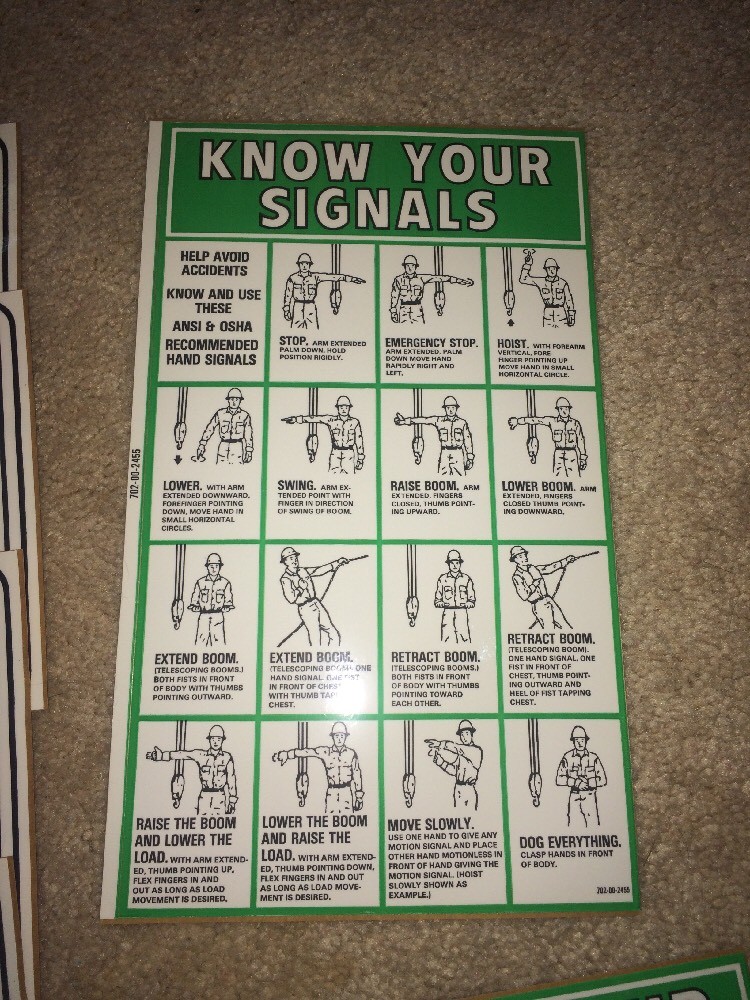 KNOW YOUR
SIGNALS
HELP AVOID
ACCIDENTS
KNOW AND USE
THESE
ANSI & OSHA
RECOMMENDED
HAND SIGNALS
STOP. ARM EXTENDED
PALM DOWN, HOLD
POSITION RIGIDLY.
EMERGENCY STOP.
ARM EXTENDED, PALM
DOWN MOVE HAND
RAPIDLY RIGHT AND
LEFT.
HOIST. WITH FOREARM
VERTICAL, FORE
FINGER POINTING UP
MOVE HAND IN SMALL
HORIZONTAL CIRCLE.
LOWER. WITH ARM
EXTENDED DOWNWARD,
FOREFINGER POINTING
DOWN, MOVE HAND IN
SMALL HORIZONTAL
CIRCLES.
SWING. ARM EX-
TENDED POINT WITH
FINGER IN DIRECTION
OF SWING OF BOOM.
RAISE BOOM. ARM
EXTENDED, FINGERS
CLOSED, THUMB POINT-
ING UPWARD.
LOWER BOOM. ARM
EXTENDED, FINGERS
CLOSED THUMB POINT-
ING DOWNWARD.
EXTEND BOOM.
(TELESCOPING BOOMS.)
BOTH FISTS IN FRONT
OF BODY WITH THUMBS
POINTING OUTWARD.
EXTEND BOOM.
(TELESCOPING BOOM). ONE
HAND SIGNAL. ONE FIST
IN FRONT OF CHEST
WITH THUMB
CHEST.
RETRACT BOOM.
(TELESCOPING BOOMS.)
BOTH FISTS IN FRONT
OF BODY WITH THUMBS
POINTING TOWARD
EACH OTHER.
RETRACT BOOM.
(TELESCOPING BOOM).
ONE HAND SIGNAL. ONE
FIST IN FRONT OF
CHEST, THUMB POINT-
ING OUTWARD AND
HEEL OF FIST TAPPING
CHEST.
RAISE THE BOOM
AND LOWER THE
LOAD. WITH ARM EXTEND-
ED, THUMB POINTING UP,
FLEX FINGERS IN AND
OUT AS LONG AS LOAD
MOVEMENT IS DESIRED.
LOWER THE BOOM
AND RAISE THE
LOAD. WITH ARM EXTEND-
ED, THUMB POINTING DOWN,
FLEX FINGERS IN AND OUT
AS LONG AS LOAD MOVE-
MENT IS DESIRED.
MOVE SLOWLY.
USE ONE HAND TO GIVE ANY
MOTION SIGNAL AND PLACE
OTHER HAND MOTIONLESS IN
FRONT OF HAND GIVING THE
MOTION SIGNAL. (HOIST
SLOWLY SHOWN AS
EXAMPLE.)
DOG EVERYTHING.
CLASP HANDS IN FRONT
OF BODY.
702-00-2455
702-00-2455